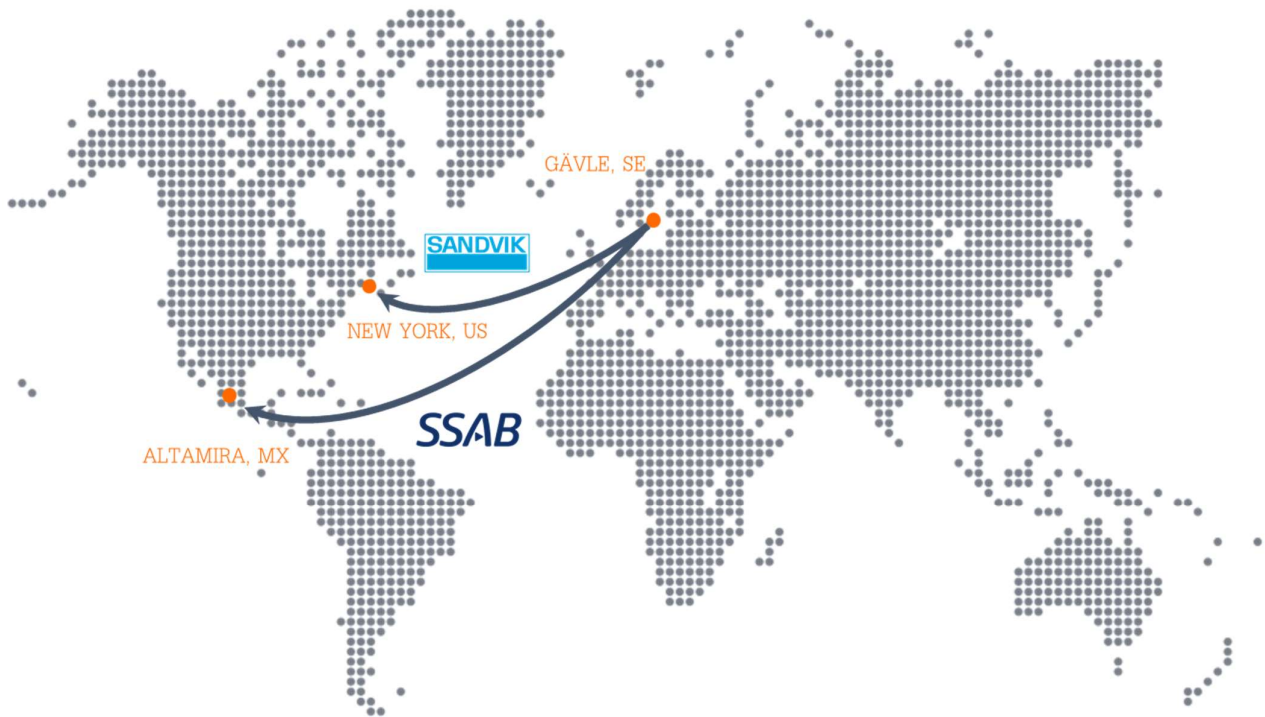 GÄVLE, SE
SANDVIK
NEW YORK, US
SSAB
ALTAMIRA, MX